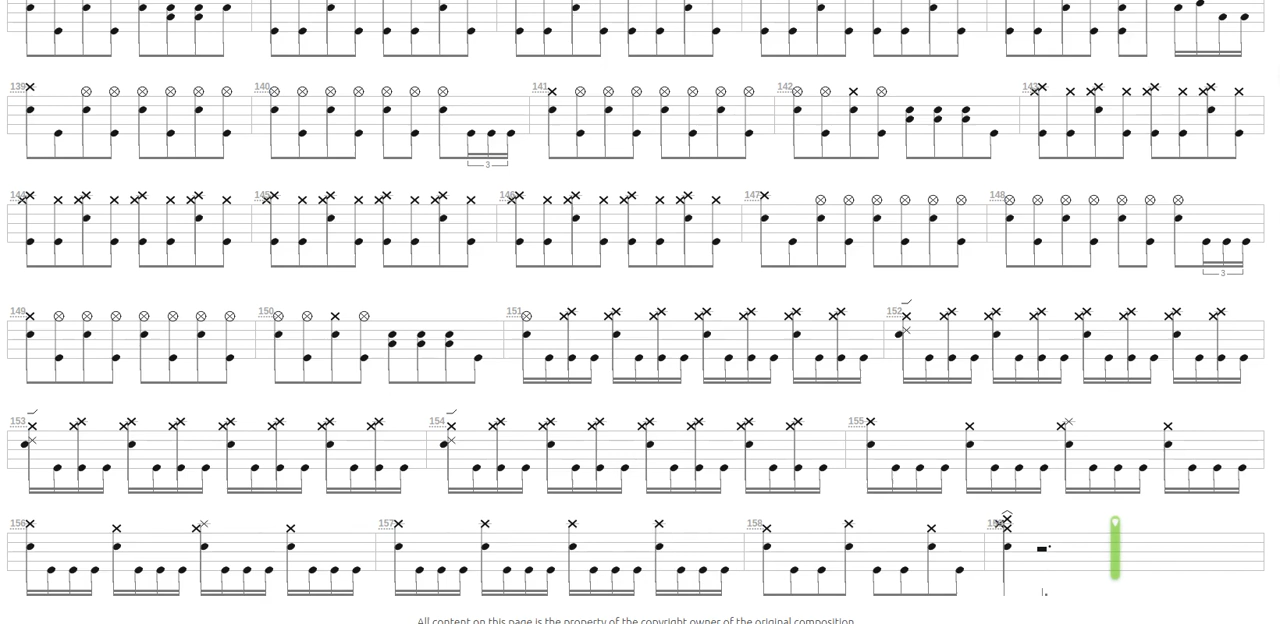 139 140 141 142 143
3
144 145 146 147 148
3
149 150 151 152
153 154 155
156 157 158 159
All content on this page is the property of the copyright owner of the original composition